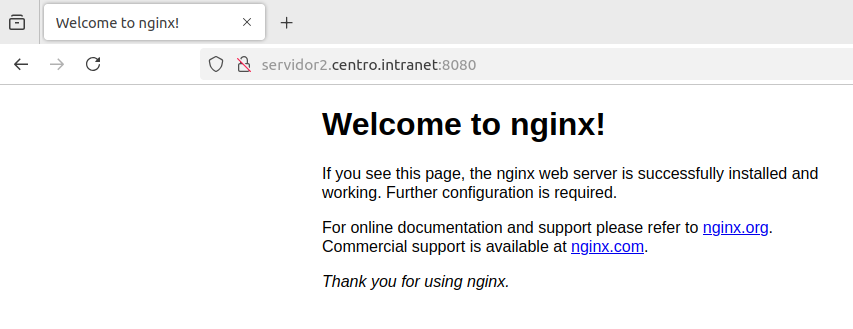 Welcome to nginx!
servidor2.centro.intranet:8080
Welcome to nginx!
If you see this page, the nginx web server is successfully installed and
working. Further configuration is required.
For online documentation and support please refer to nginx.org.
Commercial support is available at nginx.com.
Thank you for using nginx.